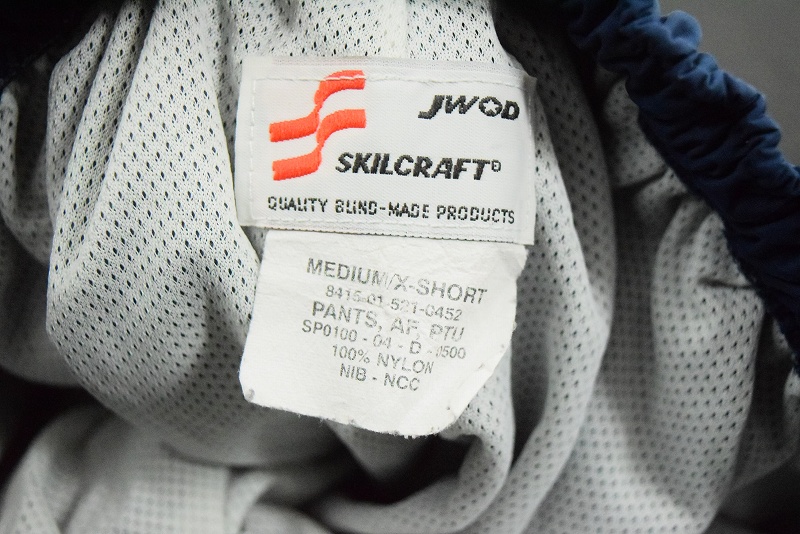 JWOD
SKILCRAFT®
QUALITY BLIND-MADE PRODUCTS
MEDIUM/X-SHORT
8415-01-521-0452
PANTS, AF, PTU
SP0100 - 04 - D - 0500
100% NYLON
NIB - NCC